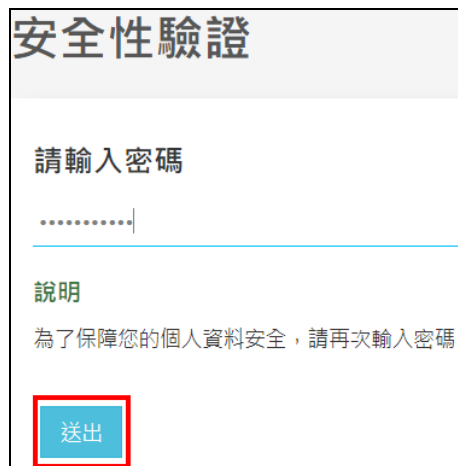 安全性驗證
請輸入密碼
•••••••••••
說明
為了保障您的個人資料安全，請再次輸入密碼
送出